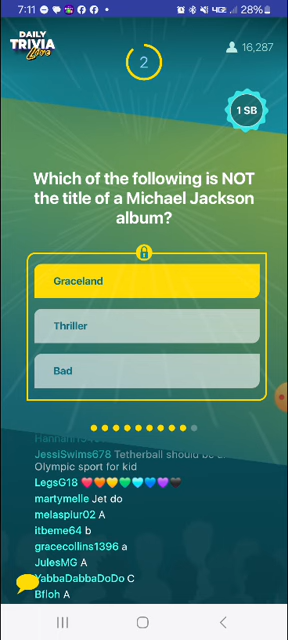 7:11
4GE 28%
DAILY
TRIVIA
Live
2
16,287
1 SB
Which of the following is NOT
the title of a Michael Jackson
album?
Graceland
Thriller
Bad
JessiSwims678 Tetherball should be
Olympic sport for kid
LegsG18 ❤️🧡💛💚🩵💙💜🖤
martymelle Jet do
melasplur02 A
itbeme64 b
gracecollins1396 a
JulesMG A
YabbaDabbaDoDo C
Bfloh A